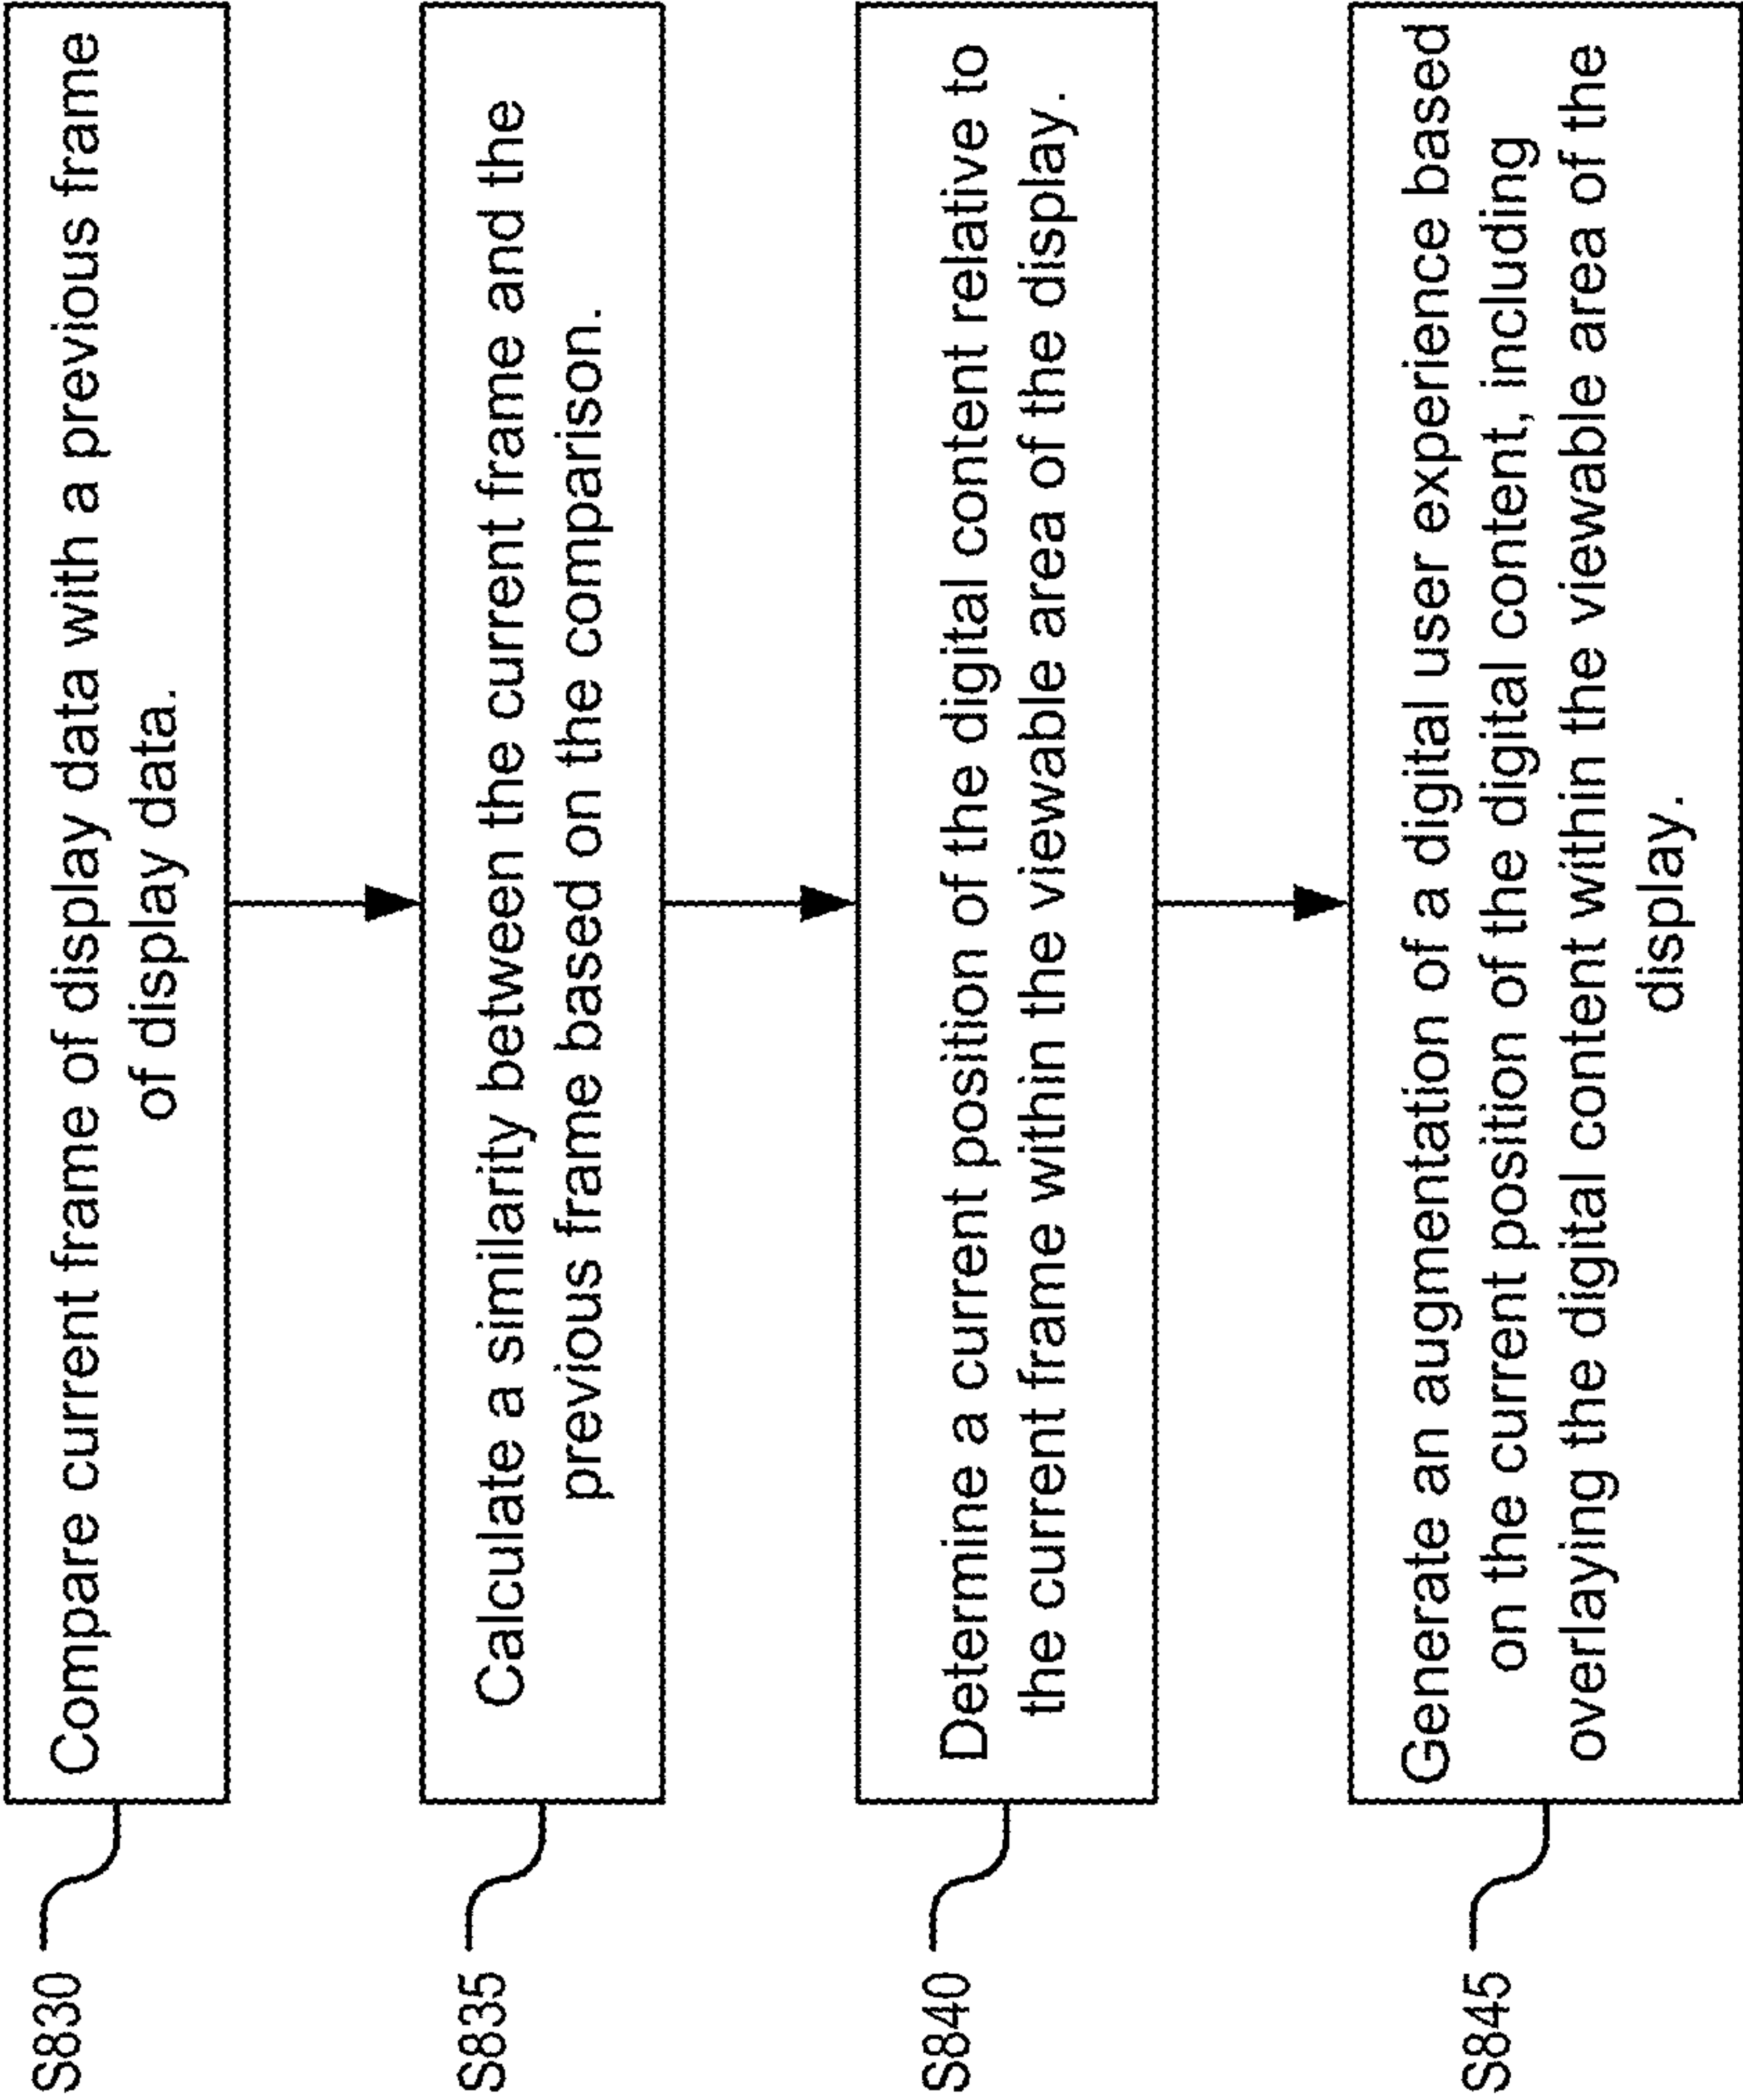 S830
Compare current frame of display data with a previous frame
of display data.
S835
Calculate a similarity between the current frame and the
previous frame based on the comparison.
S840
Determine a current position of the digital content relative to
the current frame within the viewable area of the display.
S845
Generate an augmentation of a digital user experience based
on the current position of the digital content, including
overlaying the digital content within the viewable area of the
display.